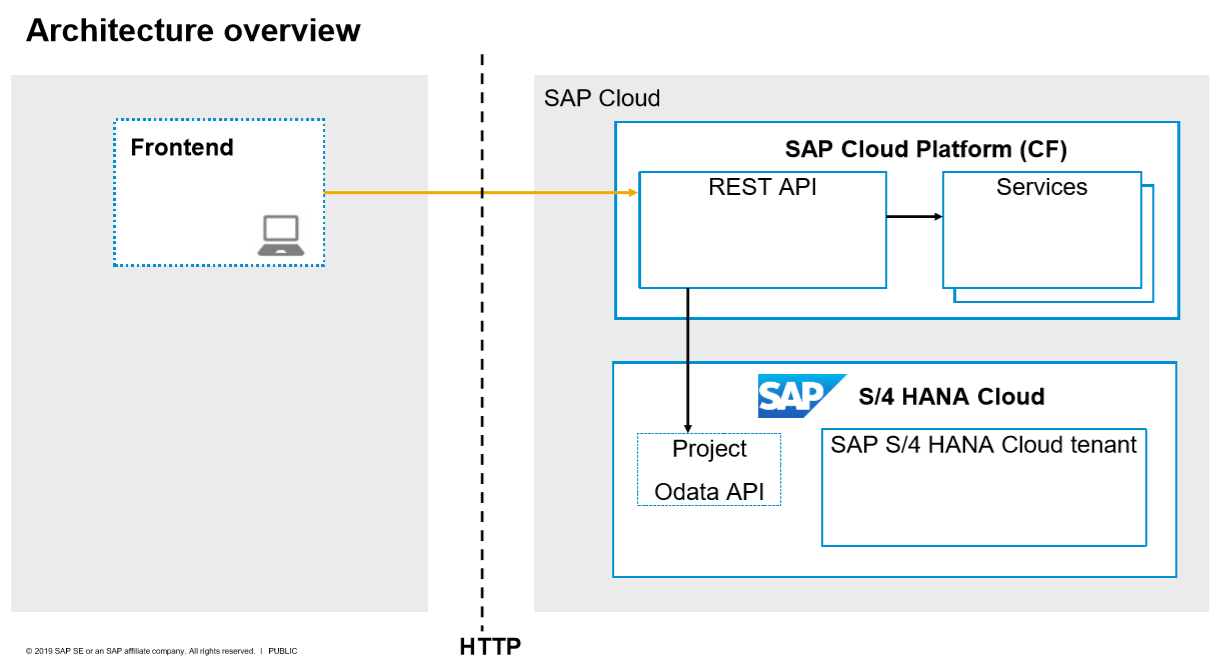 Architecture overview
SAP Cloud
Frontend
SAP Cloud Platform (CF)
REST API
Services
SAP
S/4 HANA Cloud
Project
Odata API
SAP S/4 HANA Cloud tenant
HTTP
© 2019 SAP SE or an SAP affiliate company. All rights reserved. | PUBLIC